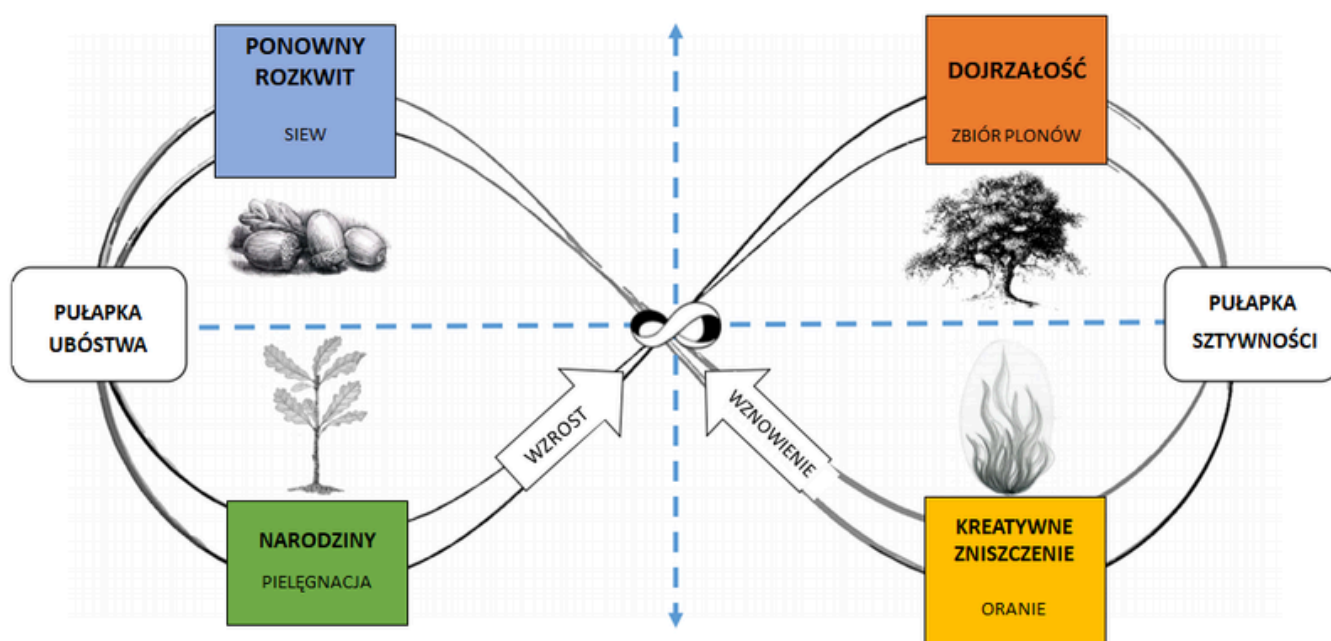 PONOWNY
ROZKWIT
SIEW
DOJRZAŁOŚĆ
ZBIÓR PLONÓW
PUŁAPKA
UBÓSTWA
PUŁAPKA
SZTYWNOŚCI
WZROST
WZNOWIENIE
NARODZINY
PIELĘGNACJA
KREATYWNE
ZNISZCZENIE
ORANIE